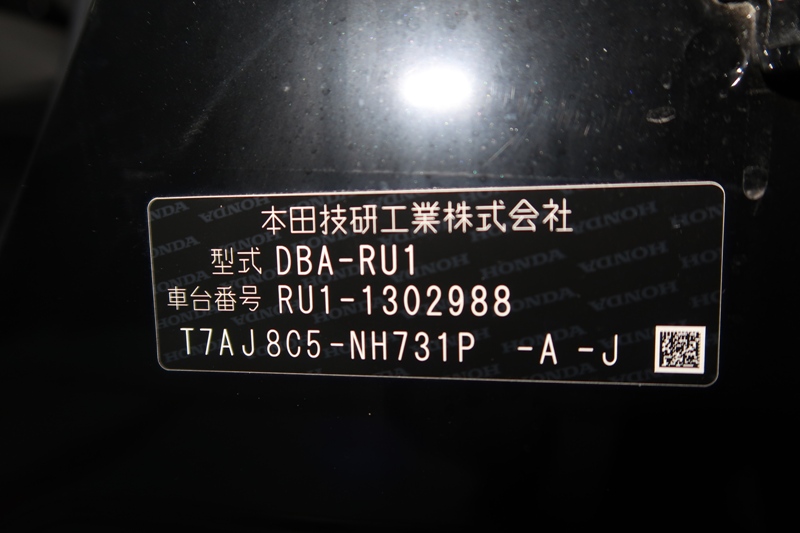 本田技研工業株式会社
型式 DBA-RU1
車台番号 RU1-1302988
T7AJ8C5-NH731P -A -J